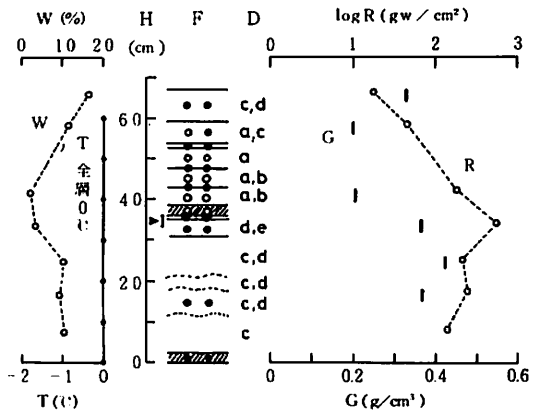 W (%)
0 10 20
H F D
(cm)
log R (gw / cm²)
0 1 2 3
60
40
20
0
W
T
全
層
0
℃
c,d
a,c
a
a,b
a,b
d,e
c,d
c,d
c,d
c
G
R
-2 -1 0
T(℃)
0 0.2 0.4 0.6
G(g/cm³)